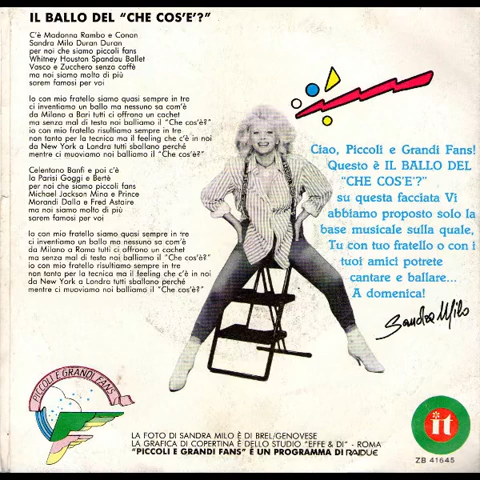 IL BALLO DEL "CHE COS'E'?"
C'è Madonna Rambo e Conan
Sandra Milo Duran Duran
per noi che siamo piccoli fans
Whitney Houston Spandau Ballet
Vasco e Zucchero senza caffè
ma noi siamo molto di più
sarem famosi per voi
Io con mio fratello siamo quasi sempre in tre
ci inventiamo un ballo ma nessuno sa com'è
da Milano a Bari tutti ci offrono un cachet
ma senza mal di testa noi balliamo il "Che cos'è?"
io con mio fratello risultiamo sempre in tre
non tanto per la tecnica ma il feeling che c'è in noi
da New York a Londra tutti sballano perché
mentre ci muoviamo noi balliamo il "Che cos'è?"
Celentano Banfi e poi c'è
la Parisi Goggi e Bertè
per noi che siamo piccoli fans
Michael Jackson Mina e Prince
Morandi Dalla e Fred Astaire
ma noi siamo molto di più
sarem famosi per voi
Io con mio fratello siamo quasi sempre in tre
ci inventiamo un ballo ma nessuno sa com'è
da Milano a Roma tutti ci offrono un cachet
ma senza mal di testa noi balliamo il "Che cos'è?"
io con mio fratello risultiamo sempre in tre
non tanto per la tecnica ma il feeling che c'è in noi
da New York a Londra tutti sballano perché
mentre ci muoviamo noi balliamo il "Che cos'è?"
Ciao, Piccoli e Grandi Fans!
Questo è IL BALLO DEL
"CHE COS'E'?"
su questa facciata Vi
abbiamo proposto solo la
base musicale sulla quale,
Tu con tuo fratello o con i
tuoi amici potrete
cantare e ballare...
A domenica!
Sandra Milo
PICCOLI E GRANDI FANS
LA FOTO DI SANDRA MILO È DI BREL/GENOVESE
LA GRAFICA DI COPERTINA È DELLO STUDIO "EFFE & DI" - ROMA
"PICCOLI E GRANDI FANS" È UN PROGRAMMA DI RAIDUE
it
ZB 41645